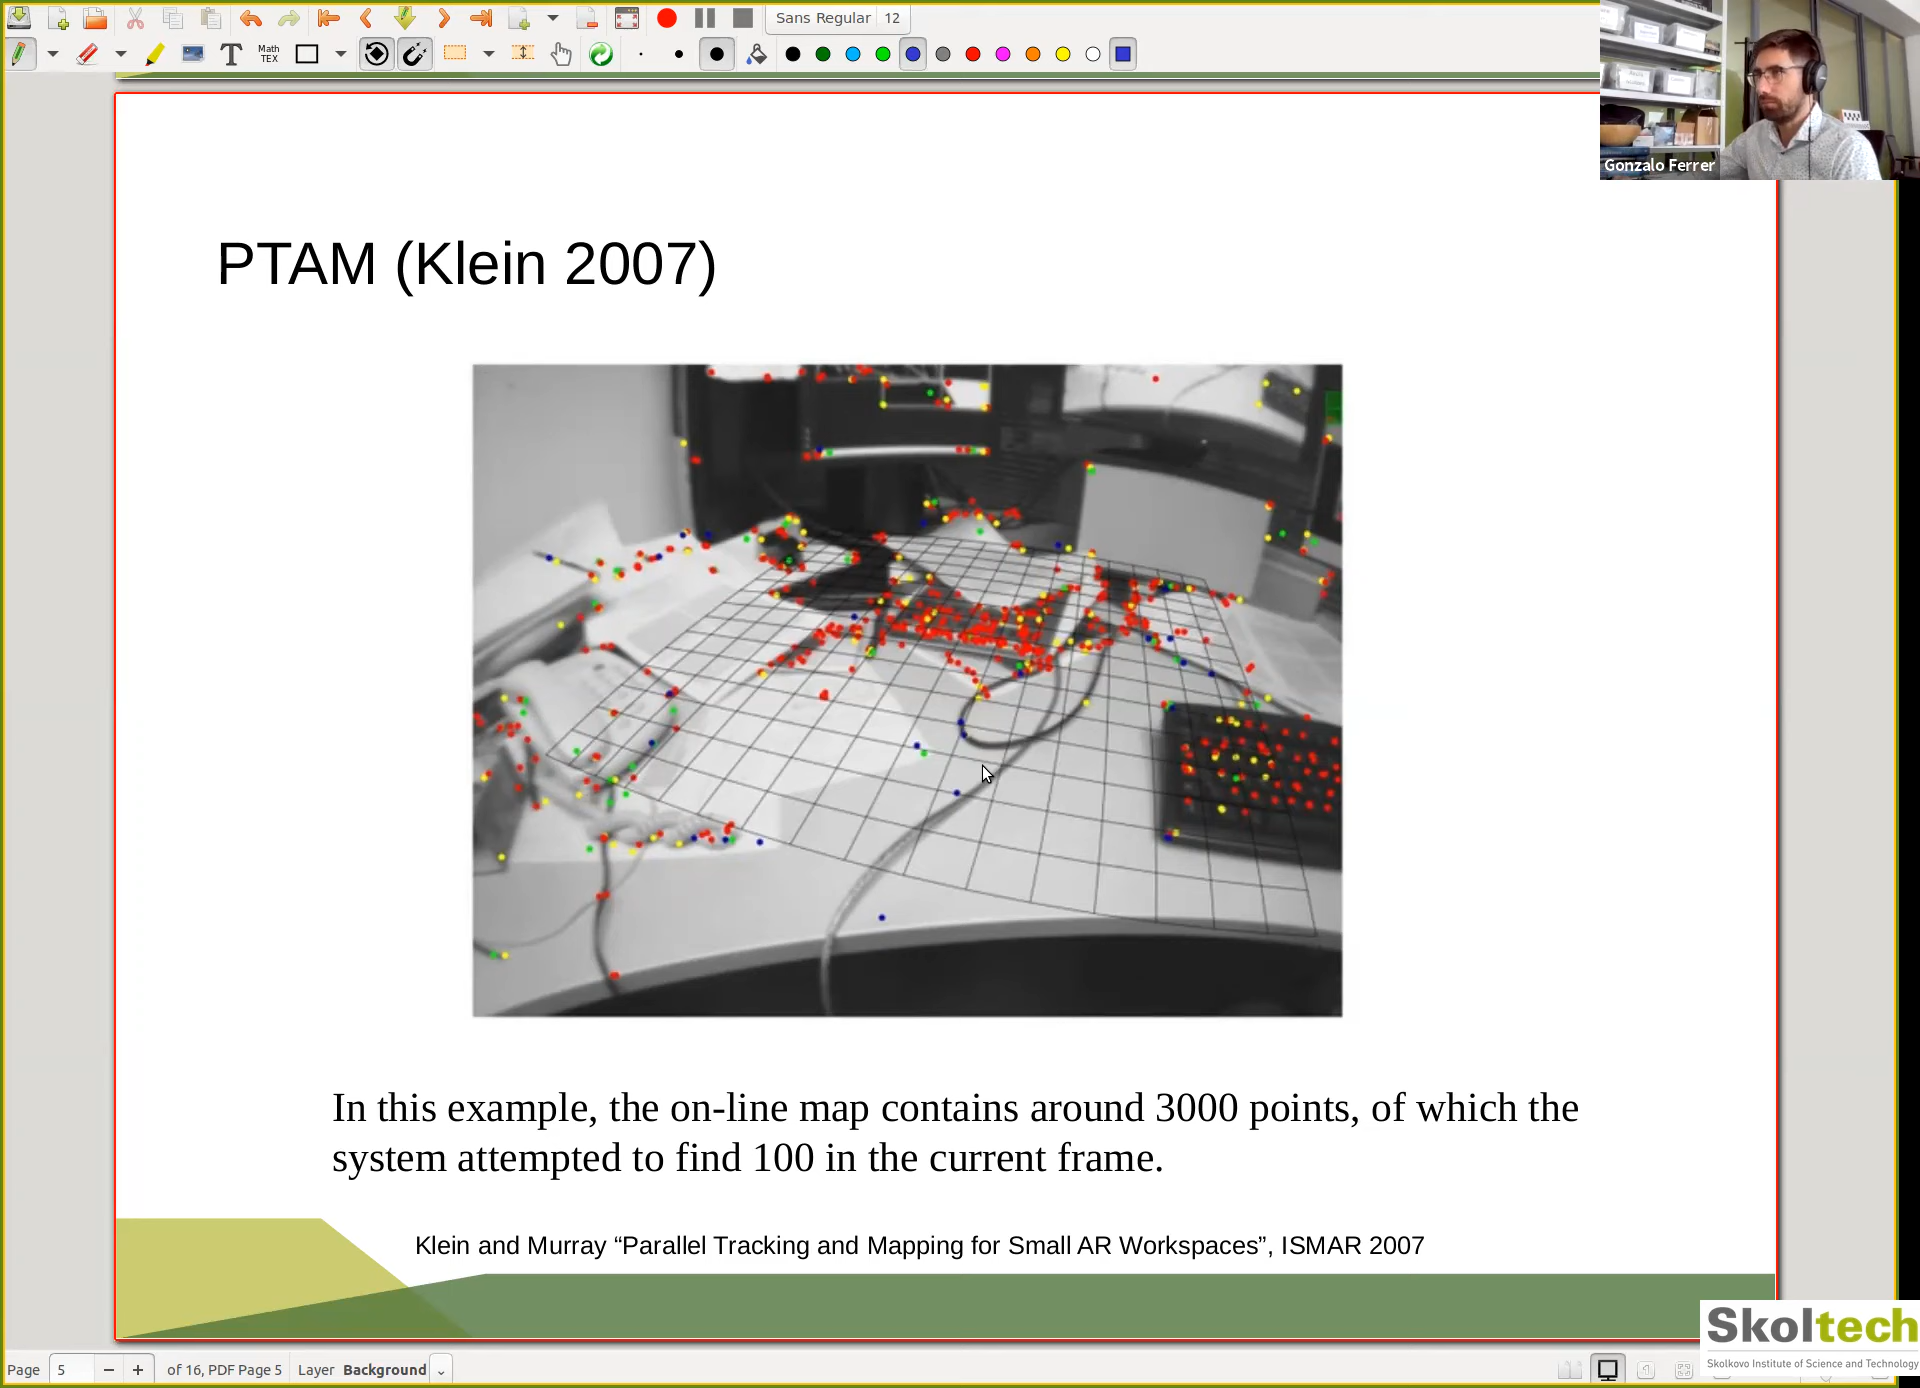 Sans Regular 12
Math
TEX
Gonzalo Ferrer
PTAM (Klein 2007)
In this example, the on-line map contains around 3000 points, of which the
system attempted to find 100 in the current frame.
Klein and Murray “Parallel Tracking and Mapping for Small AR Workspaces”, ISMAR 2007
Skoltech
Skolkovo Institute of Science and Technology
Page 5 of 16, PDF Page 5 Layer Background